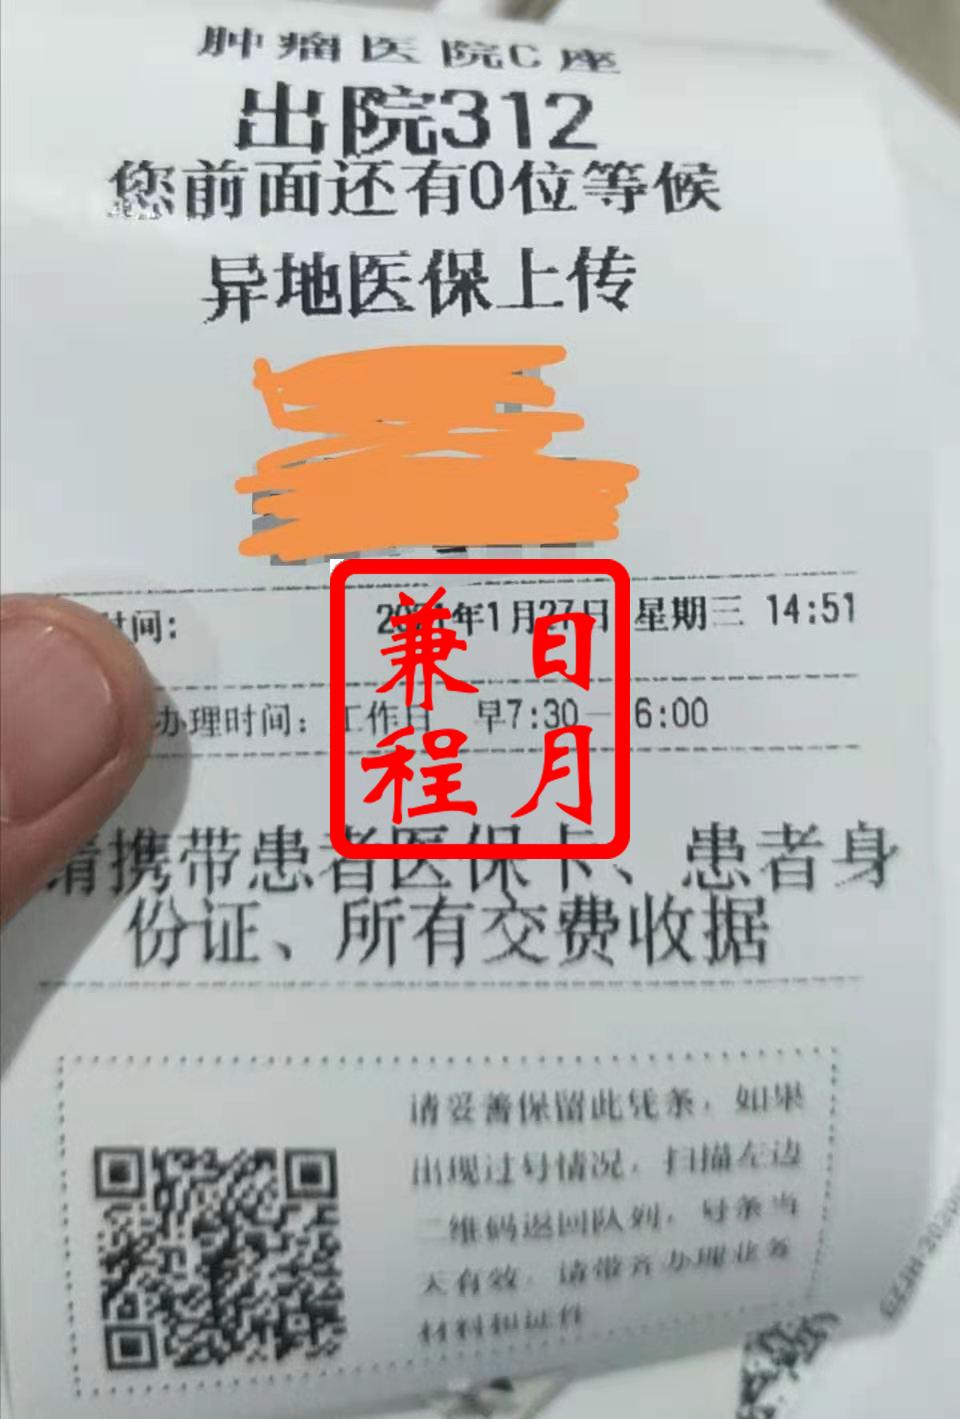 肿瘤医院C座
出院312
您前面还有0位等候
异地医保上传
时间: 2021年1月27日 星期三 14:51
办理时间: 工作日 早7:30—6:00
日月
兼程
请携带患者医保卡、患者身
份证、所有交费收据
请妥善保留此凭条，如果
出现过号情况，扫描左边
二维码返回队列，号条当
天有效，请带齐办理业务
材料和证件